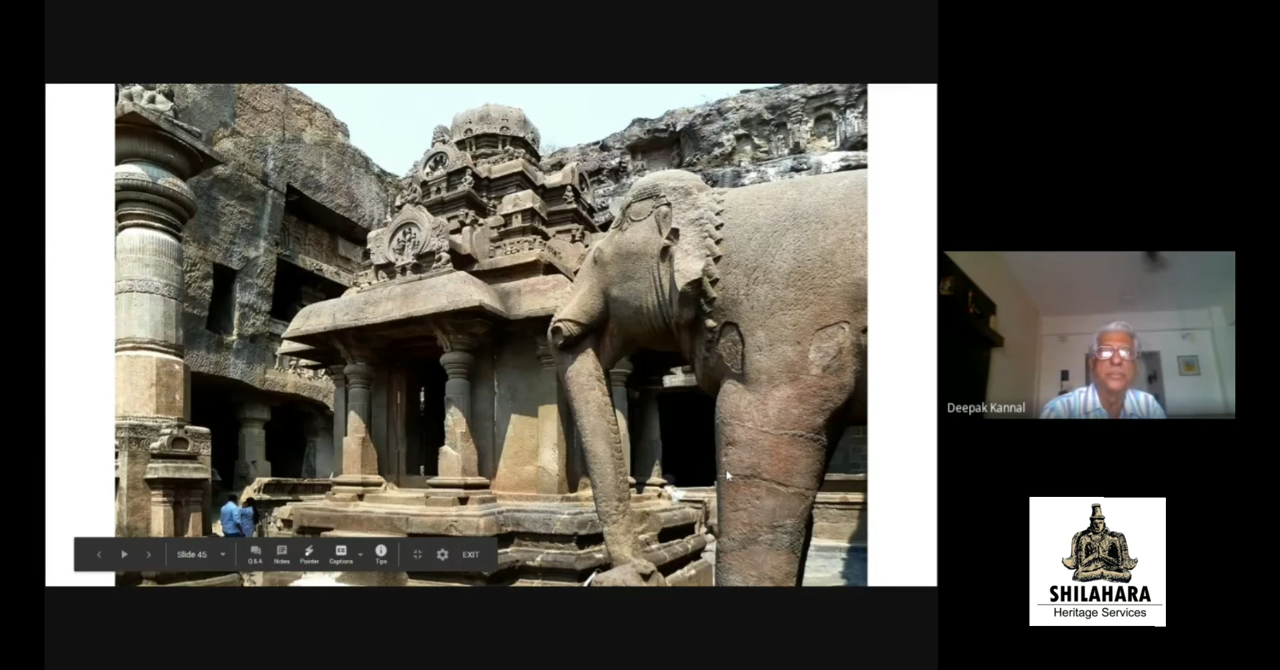 Slide 45
Q&A
Notes
Pointer
Captions
Tips
EXIT
Deepak Kannal
SHILAHARA
Heritage Services